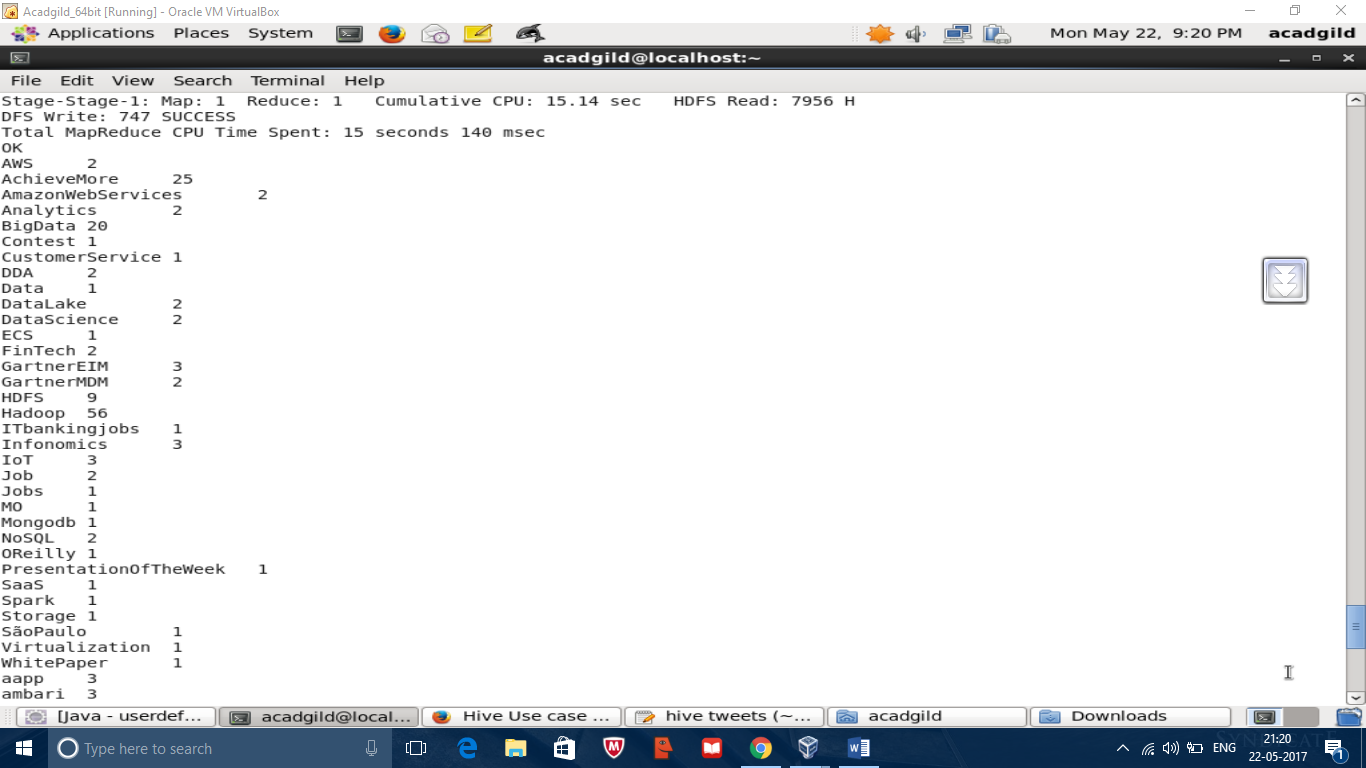 Acadgild_64bit [Running] - Oracle VM VirtualBox
Applications Places System Mon May 22, 9:20 PM acadgild
acadgild@localhost:~
File Edit View Search Terminal Help
Stage-Stage-1: Map: 1 Reduce: 1 Cumulative CPU: 15.14 sec HDFS Read: 7956 H
DFS Write: 747 SUCCESS
Total MapReduce CPU Time Spent: 15 seconds 140 msec
OK
AWS 2
AchieveMore 25
AmazonWebServices 2
Analytics 2
BigData 20
Contest 1
CustomerService 1
DDA 2
Data 1
DataLake 2
DataScience 2
ECS 1
FinTech 2
GartnerEIM 3
GartnerMDM 2
HDFS 9
Hadoop 56
ITbankingjobs 1
Infonomics 3
IoT 3
Job 2
Jobs 1
MO 1
Mongodb 1
NoSQL 2
OReilly 1
PresentationOfTheWeek 1
SaaS 1
Spark 1
Storage 1
SãoPaulo 1
Virtualization 1
WhitePaper 1
aapp 3
ambari 3
[Java - userdef... acadgild@local... Hive Use case ... hive tweets (~... acadgild Downloads
Type here to search ENG 21:20
22-05-2017 1